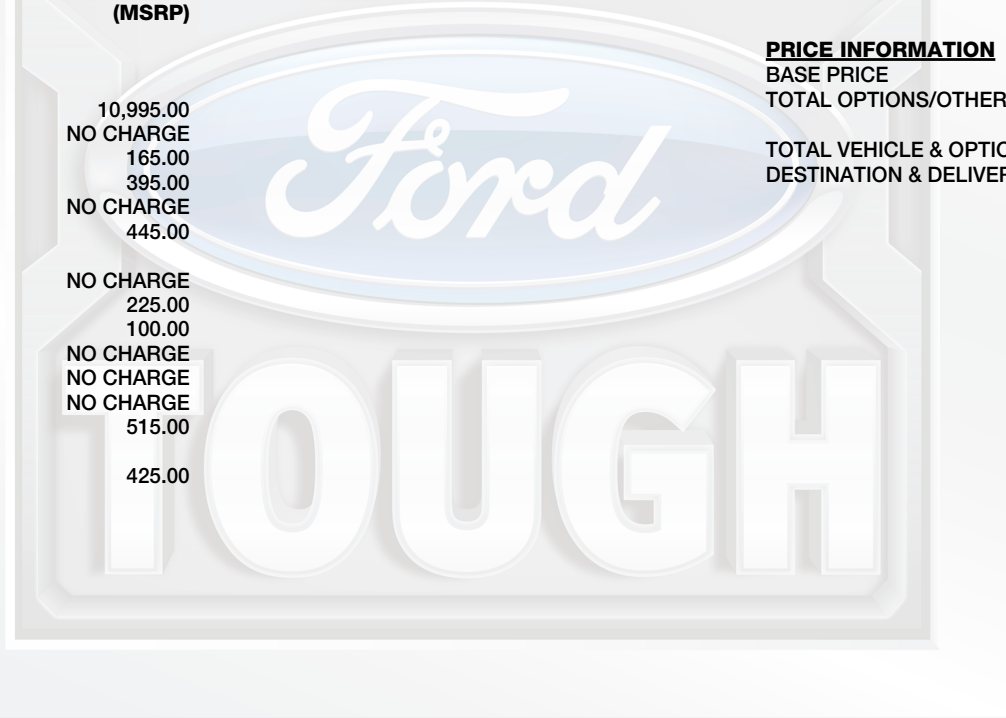 (MSRP)
10,995.00
NO CHARGE
165.00
395.00
NO CHARGE
445.00
NO CHARGE
225.00
100.00
NO CHARGE
NO CHARGE
NO CHARGE
515.00
425.00
PRICE INFORMATION
BASE PRICE
TOTAL OPTIONS/OTHER
TOTAL VEHICLE &
DESTINATION &
Ford
TOUGH